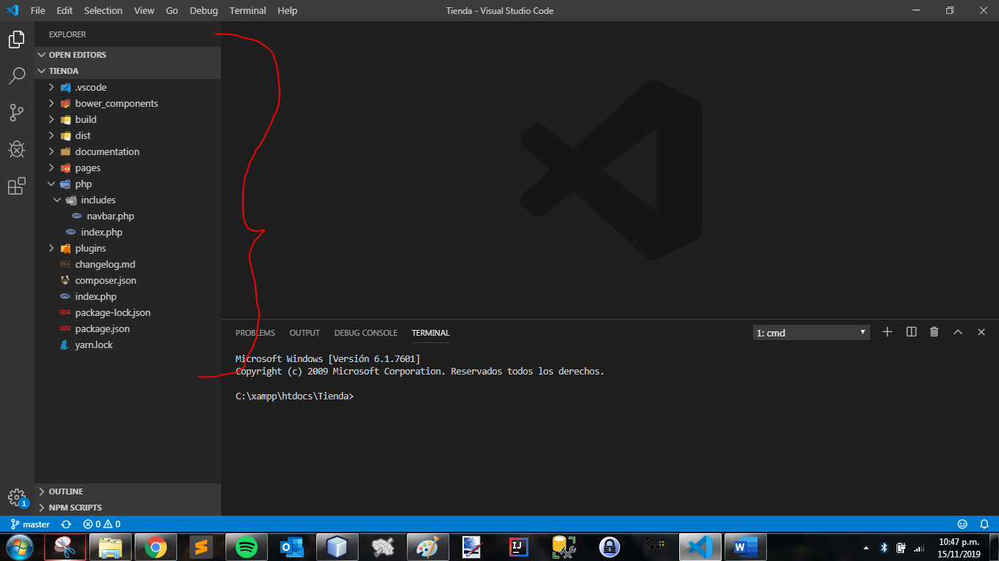 File Edit Selection View Go Debug Terminal Help
Tienda - Visual Studio Code
EXPLORER
OPEN EDITORS
TIENDA
.vscode
bower_components
build
dist
documentation
pages
php
includes
navbar.php
index.php
plugins
changelog.md
composer.json
index.php
package-lock.json
package.json
yarn.lock
OUTLINE
NPM SCRIPTS
1
PROBLEMS OUTPUT DEBUG CONSOLE TERMINAL
1: cmd
Microsoft Windows [Versión 6.1.7601]
Copyright (c) 2009 Microsoft Corporation. Reservados todos los derechos.
C:\xampp\htdocs\Tienda>
master 0 0
10:47 p.m.
15/11/2019